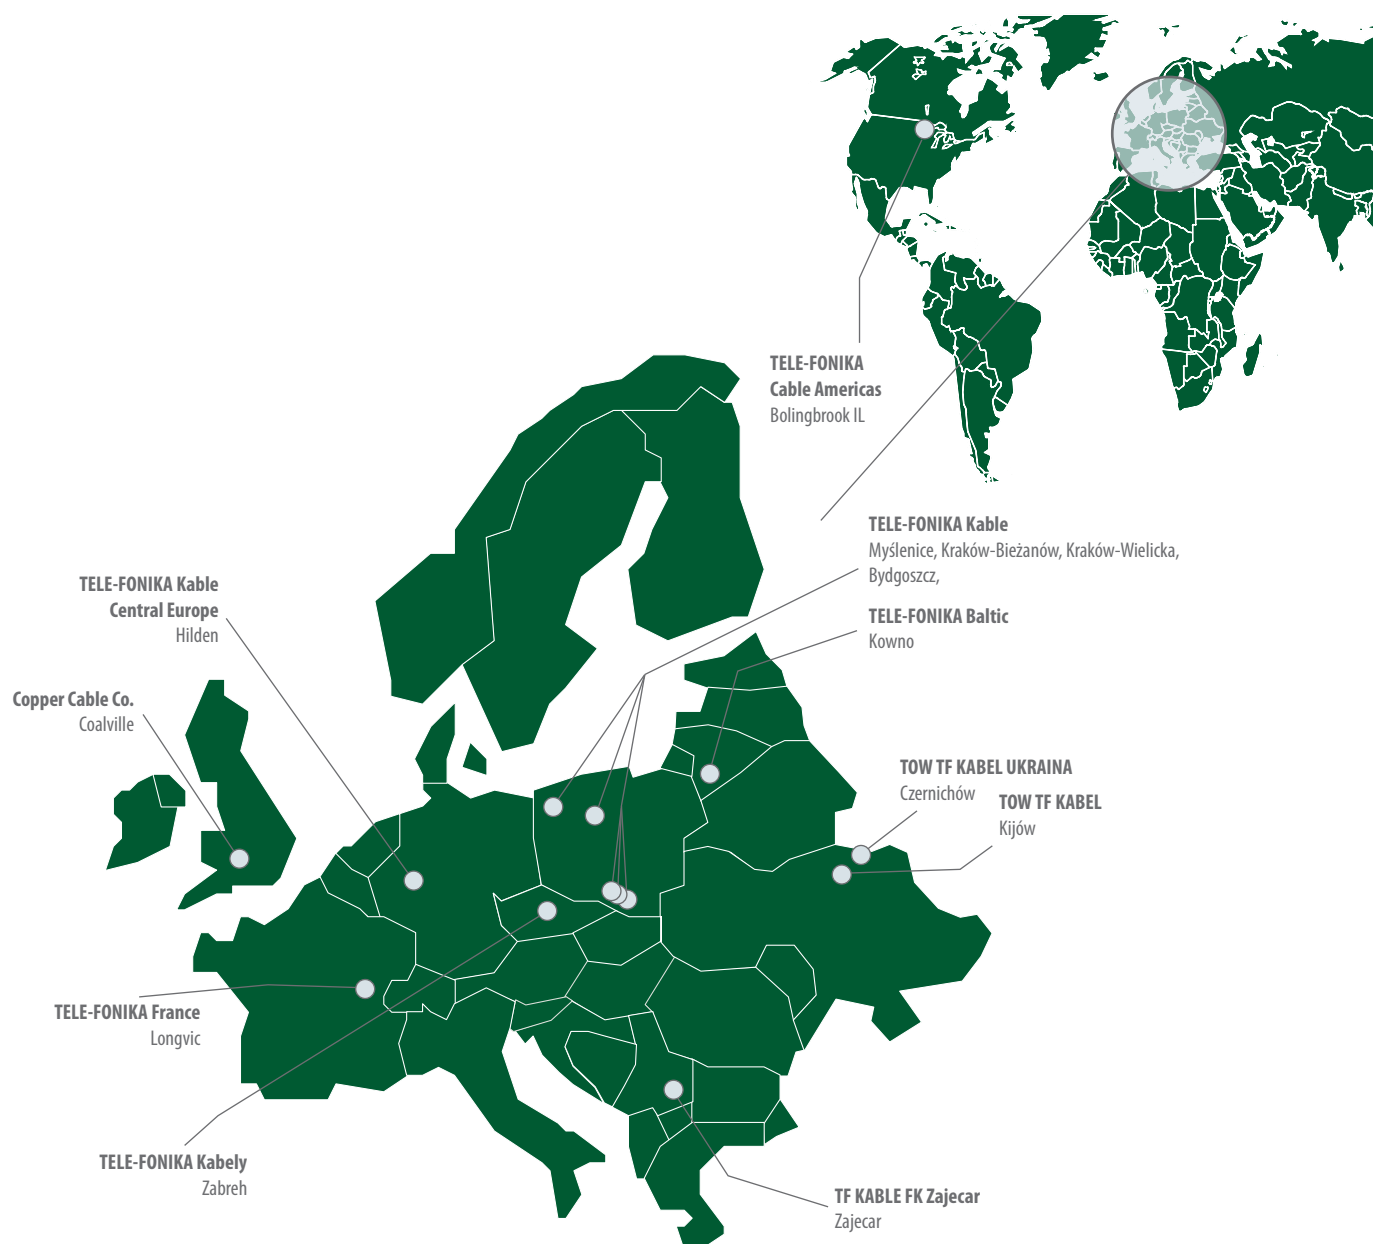 TELE-FONIKA
Cable Americas
Bolingbrook IL
TELE-FONIKA Kable
Myślenice, Kraków-Bieżanów, Kraków-Wielicka,
Bydgoszcz,
TELE-FONIKA Kable
Central Europe
Hilden
TELE-FONIKA Baltic
Kowno
Copper Cable Co.
Coalville
TOW TF KABEL UKRAINA
Czernichów
TOW TF KABEL
Kijów
TELE-FONIKA France
Longvic
TELE-FONIKA Kabely
Zabreh
TF KABLE FK Zajecar
Zajecar